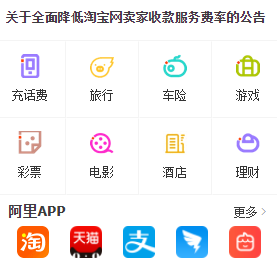 关于全面降低淘宝网卖家收款服务费率的公告
充话费 旅行 车险 游戏
彩票 电影 酒店 理财
阿里APP 更多 >
淘 天猫 支